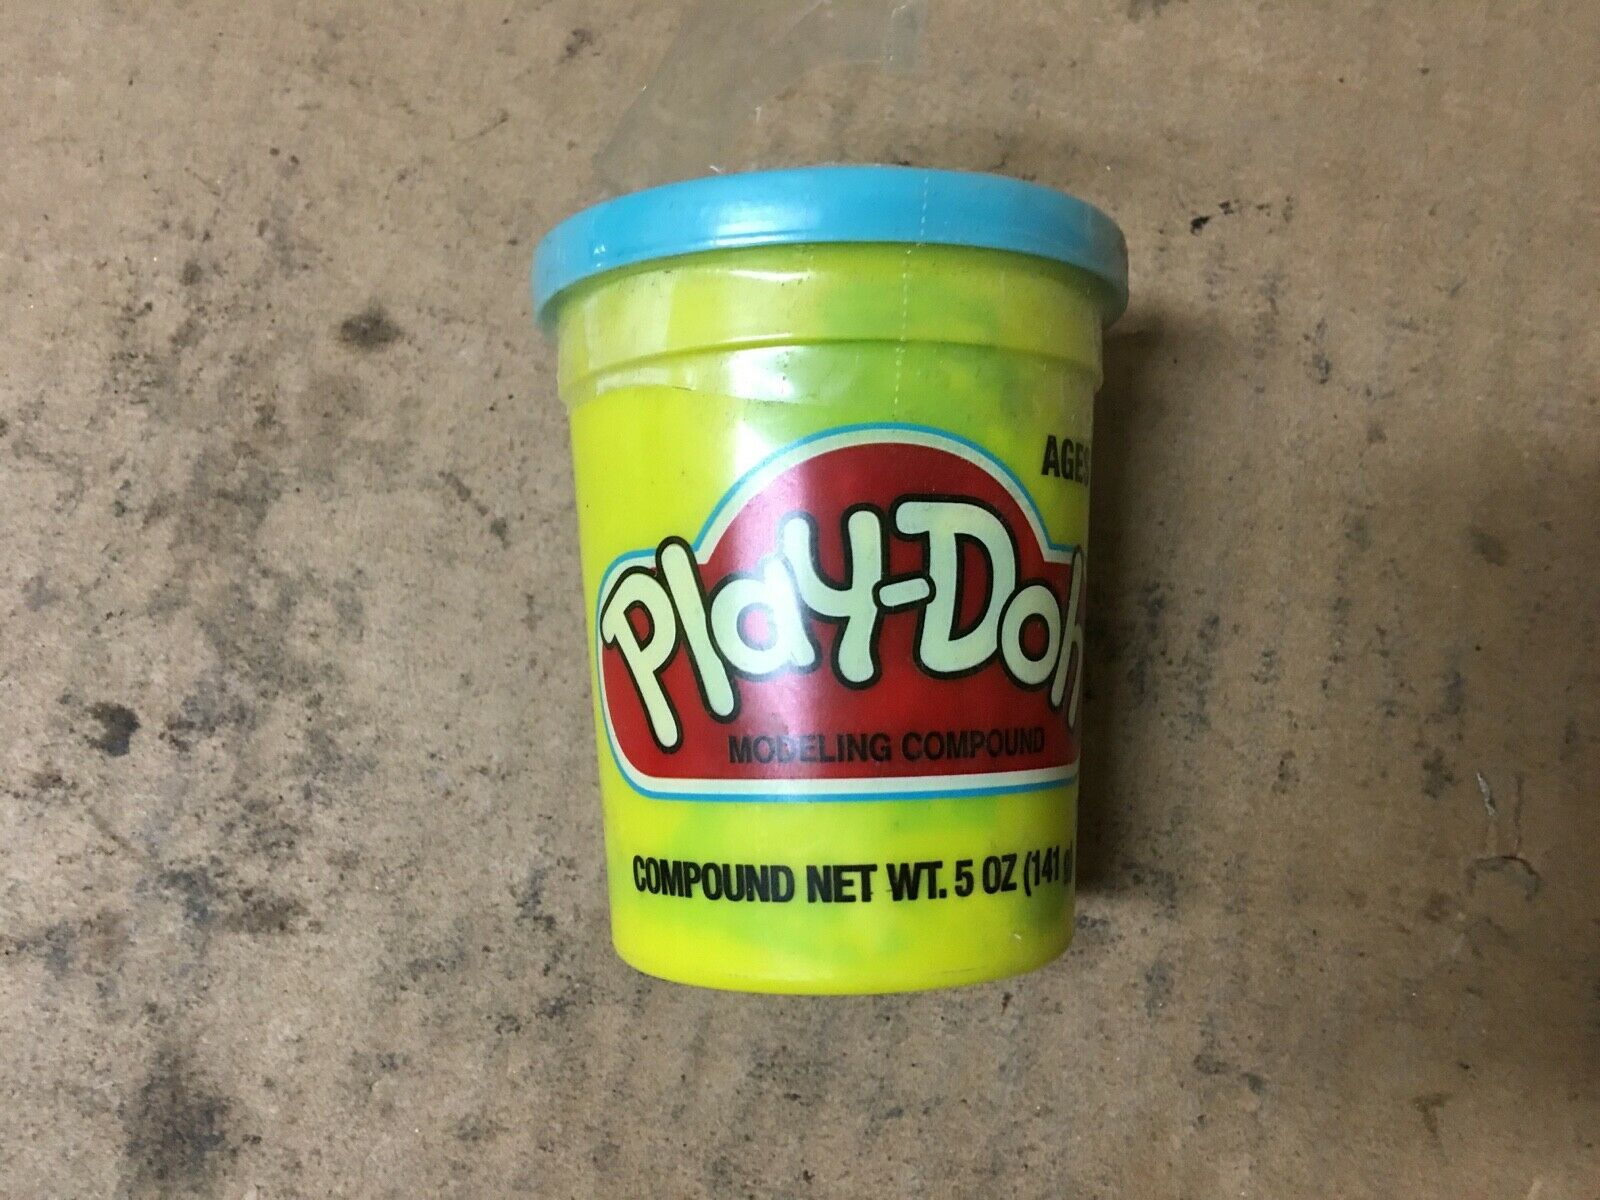 AGES
Play-Doh
MODELING COMPOUND
COMPOUND NET WT. 5 OZ (141 g)